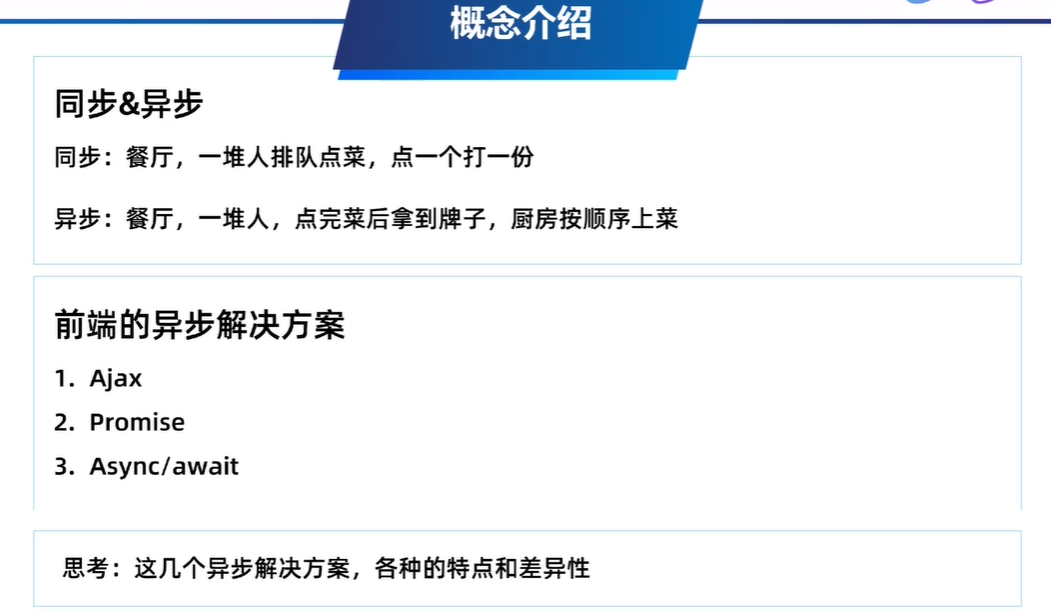 概念介绍
同步&异步
同步：餐厅，一堆人排队点菜，点一个打一份
异步：餐厅，一堆人，点完菜后拿到牌子，厨房按顺序上菜
前端的异步解决方案
1. Ajax
2. Promise
3. Async/await
思考：这几个异步解决方案，各种的特点和差异性